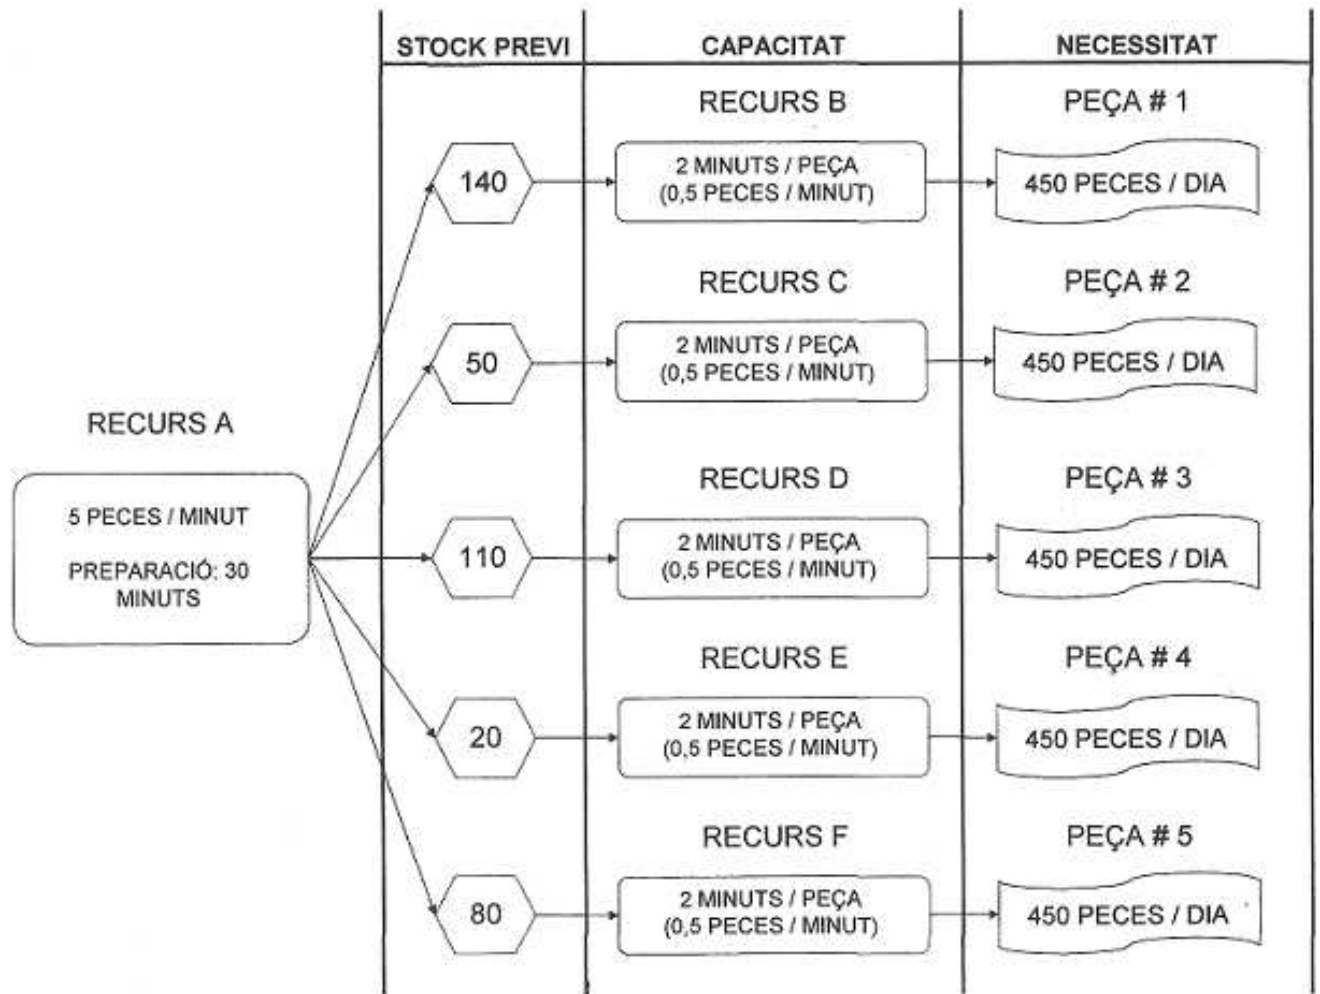 STOCK PREVI
CAPACITAT
NECESSITAT
RECURS B
PEÇA # 1
140
2 MINUTS / PEÇA
(0,5 PECES / MINUT)
450 PECES / DIA
RECURS C
PEÇA # 2
50
2 MINUTS / PEÇA
(0,5 PECES / MINUT)
450 PECES / DIA
RECURS A
5 PECES / MINUT
PREPARACIÓ: 30
MINUTS
RECURS D
PEÇA # 3
110
2 MINUTS / PEÇA
(0,5 PECES / MINUT)
450 PECES / DIA
RECURS E
PEÇA # 4
20
2 MINUTS / PEÇA
(0,5 PECES / MINUT)
450 PECES / DIA
RECURS F
PEÇA # 5
80
2 MINUTS / PEÇA
(0,5 PECES / MINUT)
450 PECES / DIA